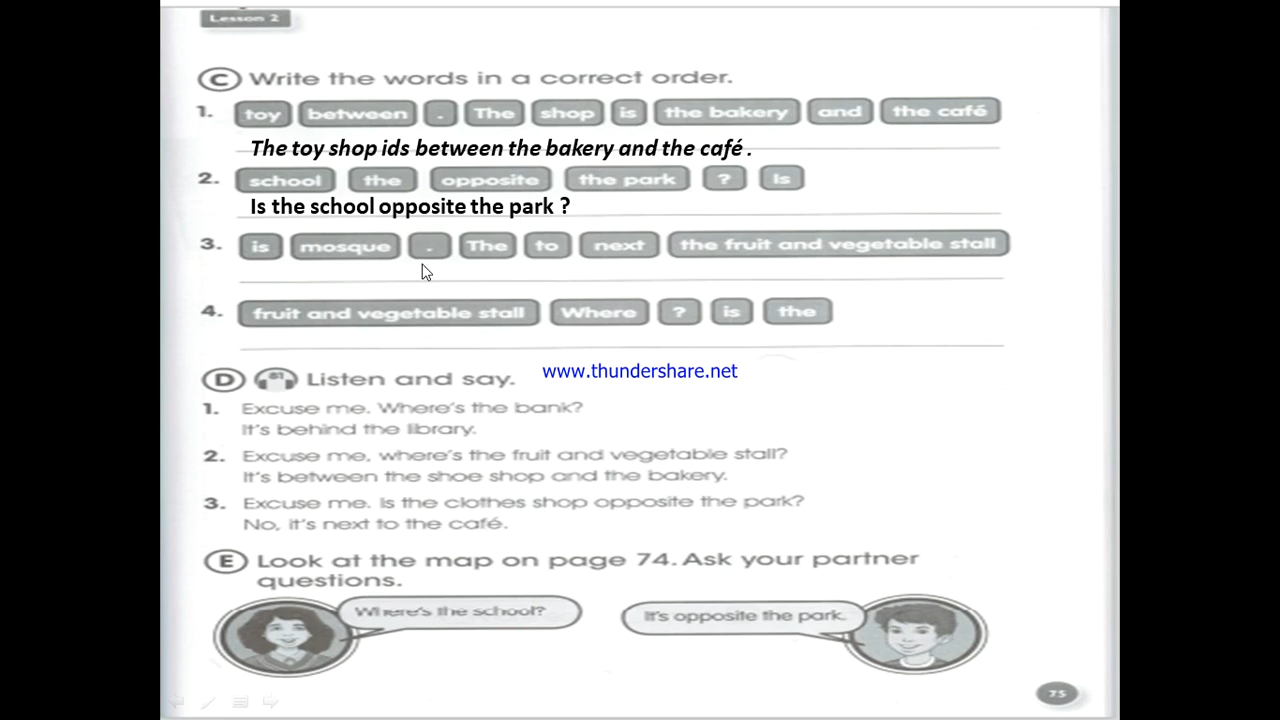 Lesson 2
C Write the words in a correct order.
1. toy between . The shop is the bakery and the café
The toy shop ids between the bakery and the café .
2. school the opposite the park ? Is
Is the school opposite the park ?
3. is mosque . The to next the fruit and vegetable stall
4. fruit and vegetable stall Where ? is the
www.thundershare.net
D 81 Listen and say.
1. Excuse me. Where's the bank?
It's behind the library.
2. Excuse me, where's the fruit and vegetable stall?
It's between the shoe shop and the bakery.
3. Excuse me. Is the clothes shop opposite the park?
No, it's next to the café.
E Look at the map on page 74. Ask your partner
questions.
Where's the school?
It's opposite the park.
75